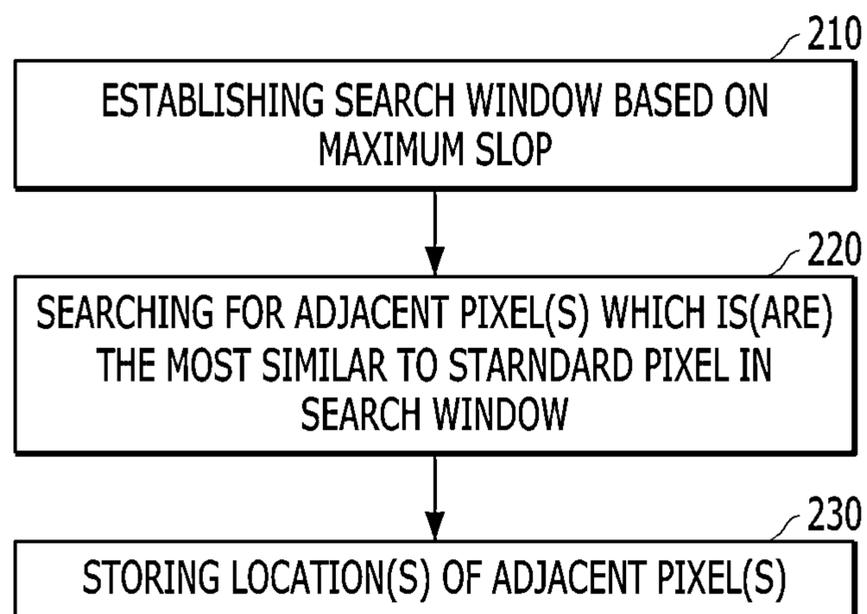 210
ESTABLISHING SEARCH WINDOW BASED ON
MAXIMUM SLOP
220
SEARCHING FOR ADJACENT PIXEL(S) WHICH IS(ARE)
THE MOST SIMILAR TO STARNDARD PIXEL IN
SEARCH WINDOW
230
STORING LOCATION(S) OF ADJACENT PIXEL(S)